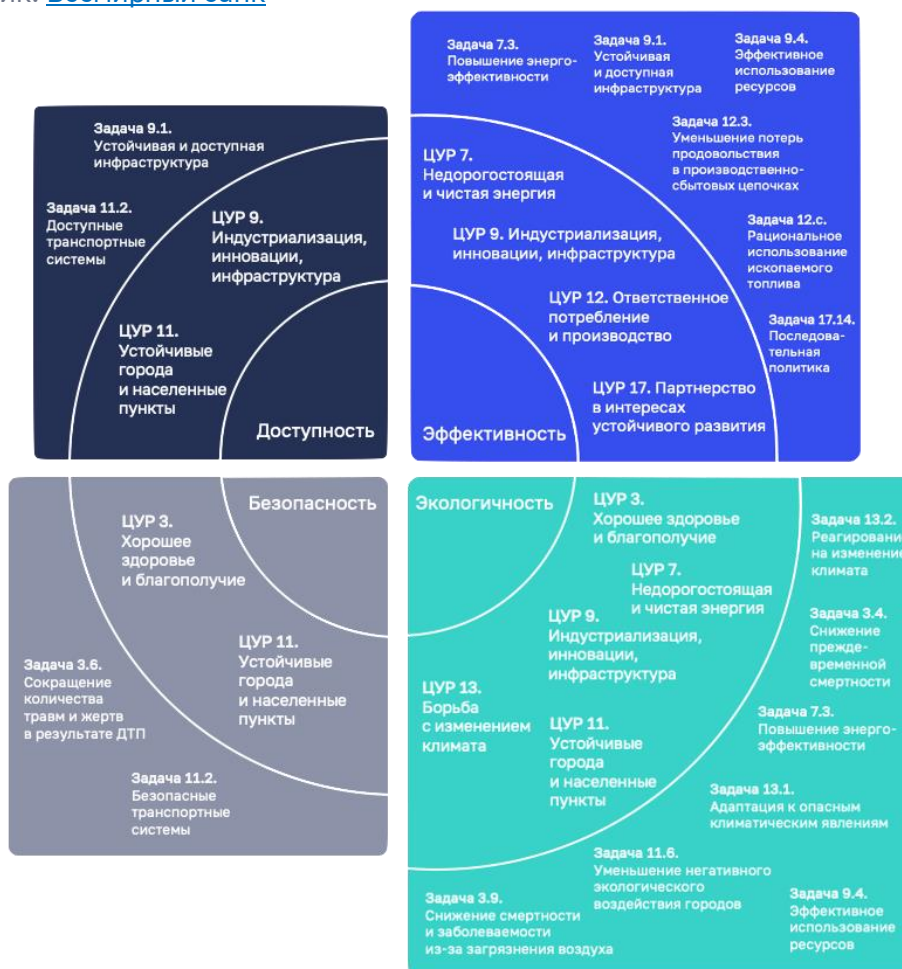 Всемирный банк
Задача 9.1.
Устойчивая и доступная
инфраструктура
Задача 11.2.
Доступные
транспортные
системы
ЦУР 9.
Индустриализация,
инновации,
инфраструктура
ЦУР 11.
Устойчивые
города
и населенные
пункты
Доступность
Задача 7.3.
Повышение энерго-
эффективности
Задача 9.1.
Устойчивая
и доступная
инфраструктура
Задача 9.4.
Эффективное
использование
ресурсов
Задача 12.3.
Уменьшение потерь
продовольствия
в производственно-
сбытовых цепочках
ЦУР 7.
Недорогостоящая
и чистая энергия
ЦУР 9. Индустриализация,
инновации, инфраструктура
Задача 12.с.
Рациональное
использование
ископаемого
топлива
ЦУР 12. Ответственное
потребление
и производство
Задача 17.14.
Последова-
тельная
политика
ЦУР 17. Партнерство
в интересах
устойчивого развития
Эффективность
Безопасность
ЦУР 3.
Хорошее
здоровье
и благополучие
ЦУР 11.
Устойчивые
города
и населенные
пункты
Задача 3.6.
Сокращение
количества
травм и жертв
в результате ДТП
Задача 11.2.
Безопасные
транспортные
системы
Экологичность
ЦУР 3.
Хорошее здоровье
и благополучие
ЦУР 7.
Недорогостоящая
и чистая энергия
ЦУР 9.
Индустриализация,
инновации,
инфраструктура
ЦУР 13.
Борьба
с изменением
климата
ЦУР 11.
Устойчивые
города
и населенные
пункты
Задача 13.2.
Реагирование
на изменение
климата
Задача 3.4.
Снижение
прежде-
временной
смертности
Задача 7.3.
Повышение энерго-
эффективности
Задача 13.1.
Адаптация к опасным
климатическим явлениям
Задача 11.6.
Уменьшение негативного
экологического
воздействия городов
Задача 3.9.
Снижение смертности
и заболеваемости
из-за загрязнения воздуха
Задача 9.4.
Эффективное
использование
ресурсов